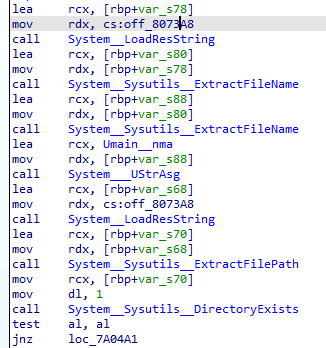 lea rcx, [rbp+var_s78]
mov rdx, cs:off_8073A8
call System__LoadResString
lea rcx, [rbp+var_s80]
mov rdx, [rbp+var_s78]
call System__Sysutils__ExtractFileName
lea rcx, [rbp+var_s88]
mov rdx, [rbp+var_s80]
call System__Sysutils__ExtractFileName
lea rcx, Umain__nma
mov rdx, [rbp+var_s88]
call System___UStrAsg
lea rcx, [rbp+var_s68]
mov rdx, cs:off_8073A8
call System__LoadResString
lea rcx, [rbp+var_s70]
mov rdx, [rbp+var_s68]
call System__Sysutils__ExtractFilePath
mov rcx, [rbp+var_s70]
mov dl, 1
call System__Sysutils__DirectoryExists
test al, al
jnz loc_7A04A1